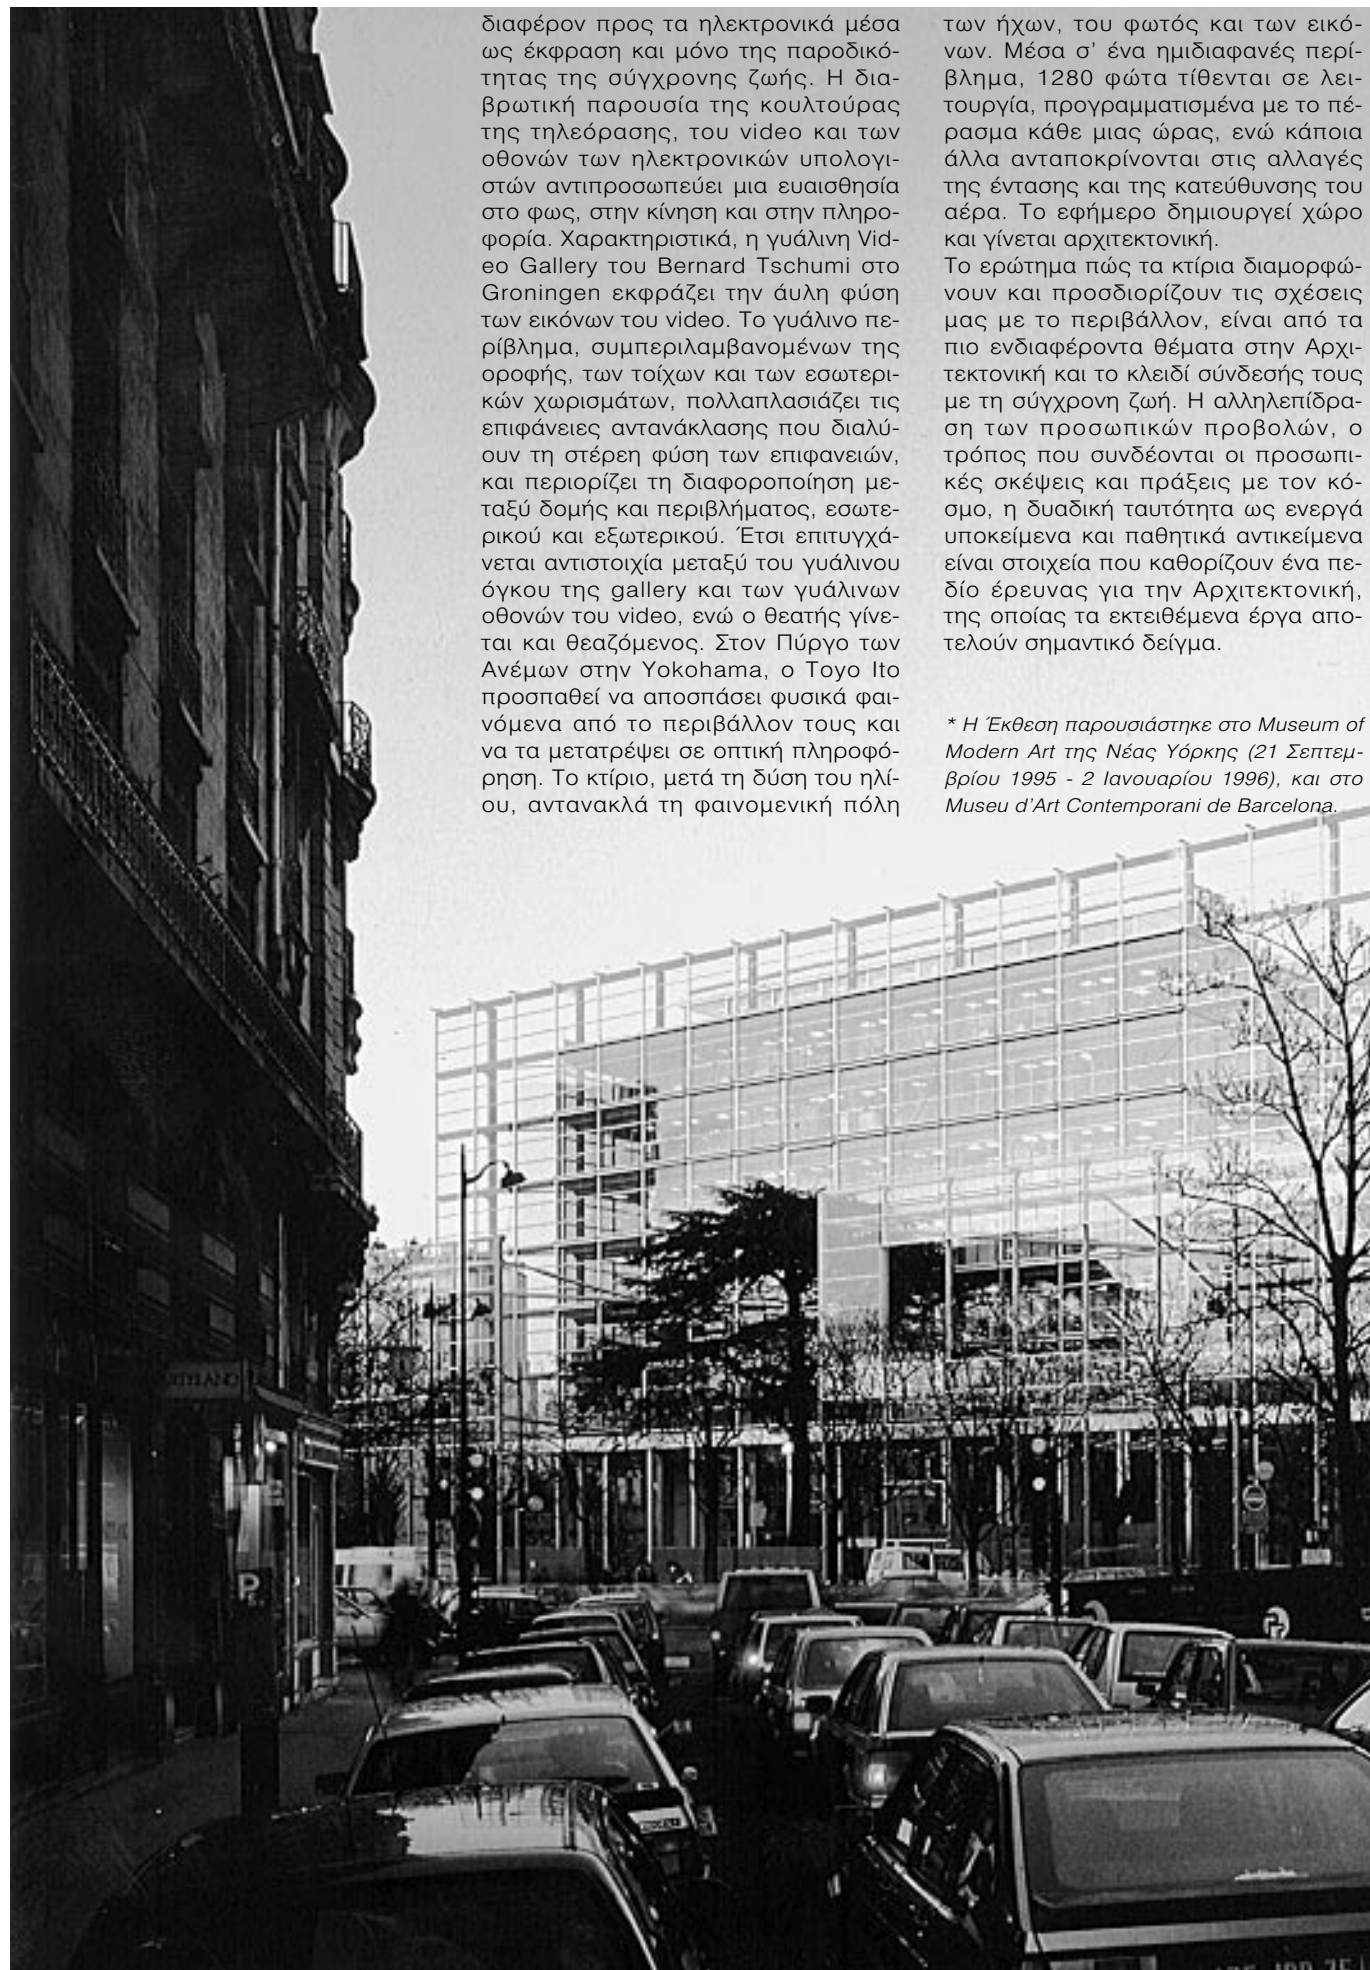 διαφέρον προς τα ηλεκτρονικά μέσα
ως έκφραση και μόνο της παροδικό-
τητας της σύγχρονης ζωής. Η δια-
βρωτική παρουσία της κουλτούρας
της τηλεόρασης, του video και των
οθονών των ηλεκτρονικών υπολογι-
στών αντιπροσωπεύει μια ευαισθησία
στο φως, στην κίνηση και στην πληρο-
φορία. Χαρακτηριστικά, η γυάλινη Vid-
eo Gallery του Bernard Tschumi στο
Groningen εκφράζει την άυλη φύση
των εικόνων του video. Το γυάλινο πε-
ρίβλημα, συμπεριλαμβανομένων της
οροφής, των τοίχων και των εσωτερι-
κών χωρισμάτων, πολλαπλασιάζει τις
επιφάνειες αντανάκλασης που διαλύ-
ουν τη στέρεη φύση των επιφανειών,
και περιορίζει τη διαφοροποίηση με-
ταξύ δομής και περιβλήματος, εσωτε-
ρικού και εξωτερικού. Έτσι επιτυγχά-
νεται αντιστοιχία μεταξύ του γυάλινου
όγκου της gallery και των γυάλινων
οθονών του video, ενώ ο θεατής γίνε-
ται και θεαζόμενος. Στον Πύργο των
Ανέμων στην Yokohama, ο Toyo Ito
προσπαθεί να αποσπάσει φυσικά φαι-
νόμενα από το περιβάλλον τους και
να τα μετατρέψει σε οπτική πληροφό-
ρηση. Το κτίριο, μετά τη δύση του ηλί-
ου, αντανακλά τη φαινομενική πόλη
των ήχων, του φωτός και των εικό-
νων. Μέσα σ' ένα ημιδιαφανές περί-
βλημα, 1280 φώτα τίθενται σε λει-
τουργία, προγραμματισμένα με το πέ-
ρασμα κάθε μιας ώρας, ενώ κάποια
άλλα ανταποκρίνονται στις αλλαγές
της έντασης και της κατεύθυνσης του
αέρα. Το εφήμερο δημιουργεί χώρο
και γίνεται αρχιτεκτονική.
Το ερώτημα πώς τα κτίρια διαμορφώ-
νουν και προσδιορίζουν τις σχέσεις
μας με το περιβάλλον, είναι από τα
πιο ενδιαφέροντα θέματα στην Αρχι-
τεκτονική και το κλειδί σύνδεσής τους
με τη σύγχρονη ζωή. Η αλληλεπίδρα-
ση των προσωπικών προβολών, ο
τρόπος που συνδέονται οι προσωπι-
κές σκέψεις και πράξεις με τον κό-
σμο, η δυαδική ταυτότητα ως ενεργά
υποκείμενα και παθητικά αντικείμενα
είναι στοιχεία που καθορίζουν ένα πε-
δίο έρευνας για την Αρχιτεκτονική,
της οποίας τα εκτειθέμενα έργα απο-
τελούν σημαντικό δείγμα.
* Η Έκθεση παρουσιάστηκε στο Museum of
Modern Art της Νέας Υόρκης (21 Σεπτεμ-
βρίου 1995 - 2 Ιανουαρίου 1996), και στο
Museu d'Art Contemporani de Barcelona.
P